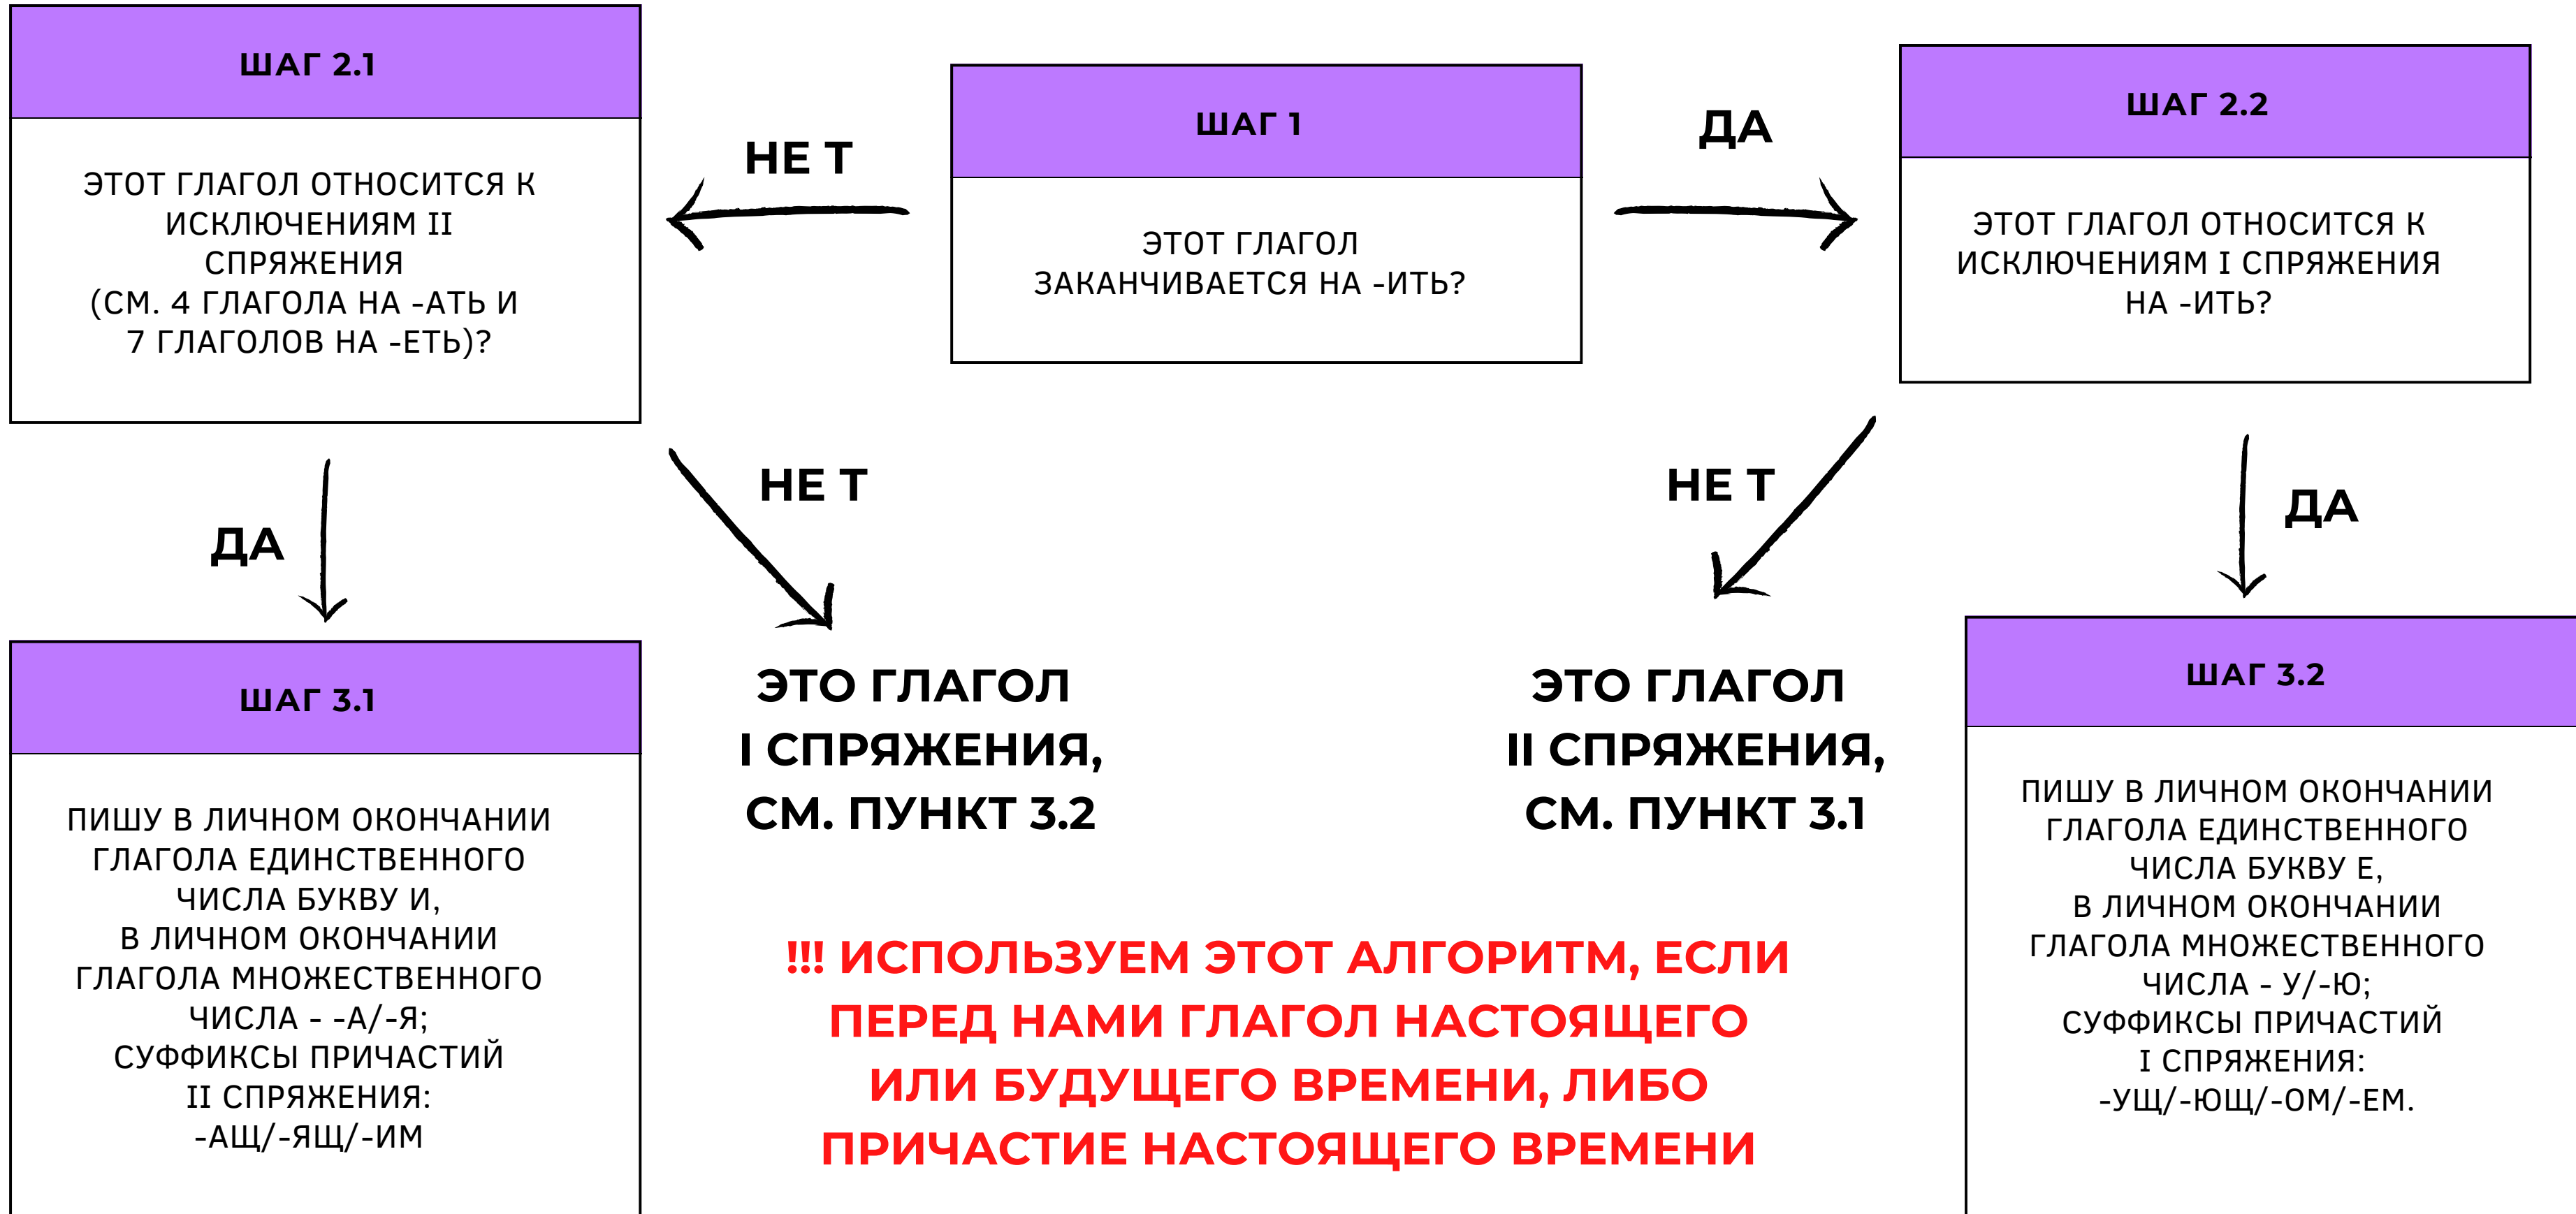 ШАГ 1
ЭТОТ ГЛАГОЛ
ЗАКАНЧИВАЕТСЯ НА -ИТЬ?
НЕ Т
ДА
ШАГ 2.1
ЭТОТ ГЛАГОЛ ОТНОСИТСЯ К
ИСКЛЮЧЕНИЯМ II
СПРЯЖЕНИЯ
(СМ. 4 ГЛАГОЛА НА -АТЬ И
7 ГЛАГОЛОВ НА -ЕТЬ)?
ШАГ 2.2
ЭТОТ ГЛАГОЛ ОТНОСИТСЯ К
ИСКЛЮЧЕНИЯМ I СПРЯЖЕНИЯ
НА -ИТЬ?
ДА
НЕ Т
НЕ Т
ДА
ШАГ 3.1
ПИШУ В ЛИЧНОМ ОКОНЧАНИИ
ГЛАГОЛА ЕДИНСТВЕННОГО
ЧИСЛА БУКВУ И,
В ЛИЧНОМ ОКОНЧАНИИ
ГЛАГОЛА МНОЖЕСТВЕННОГО
ЧИСЛА - -А/-Я;
СУФФИКСЫ ПРИЧАСТИЙ
II СПРЯЖЕНИЯ:
-АЩ/-ЯЩ/-ИМ
ЭТО ГЛАГОЛ
I СПРЯЖЕНИЯ,
СМ. ПУНКТ 3.2
ЭТО ГЛАГОЛ
II СПРЯЖЕНИЯ,
СМ. ПУНКТ 3.1
ШАГ 3.2
ПИШУ В ЛИЧНОМ ОКОНЧАНИИ
ГЛАГОЛА ЕДИНСТВЕННОГО
ЧИСЛА БУКВУ Е,
В ЛИЧНОМ ОКОНЧАНИИ
ГЛАГОЛА МНОЖЕСТВЕННОГО
ЧИСЛА - У/-Ю;
СУФФИКСЫ ПРИЧАСТИЙ
I СПРЯЖЕНИЯ:
-УЩ/-ЮЩ/-ОМ/-ЕМ.
!!! ИСПОЛЬЗУЕМ ЭТОТ АЛГОРИТМ, ЕСЛИ
ПЕРЕД НАМИ ГЛАГОЛ НАСТОЯЩЕГО
ИЛИ БУДУЩЕГО ВРЕМЕНИ, ЛИБО
ПРИЧАСТИЕ НАСТОЯЩЕГО ВРЕМЕНИ